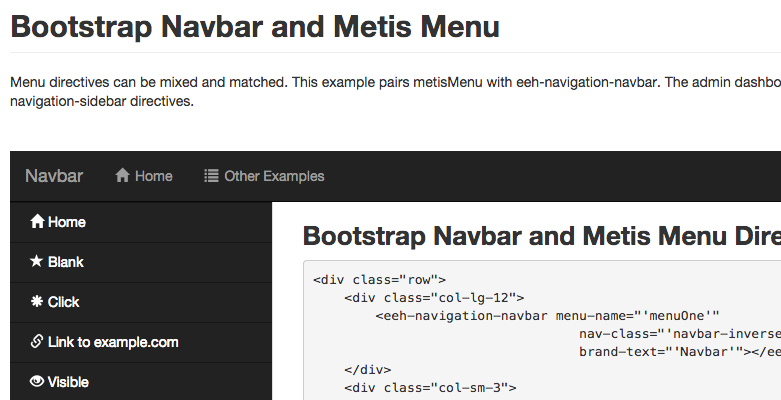 Bootstrap Navbar and Metis Menu
Menu directives can be mixed and matched. This example pairs metisMenu with eeh-navigation-navbar. The admin dashbo
navigation-sidebar directives.
Navbar Home Other Examples
Home
Blank
Click
Link to example.com
Visible
Bootstrap Navbar and Metis Menu Dire
<div class="row">
    <div class="col-lg-12">
        <eeh-navigation-navbar menu-name="'menuOne'"
                                   nav-class="'navbar-inverse
                                   brand-text="'Navbar'"></ee
    </div>
    <div class="col-sm-3">